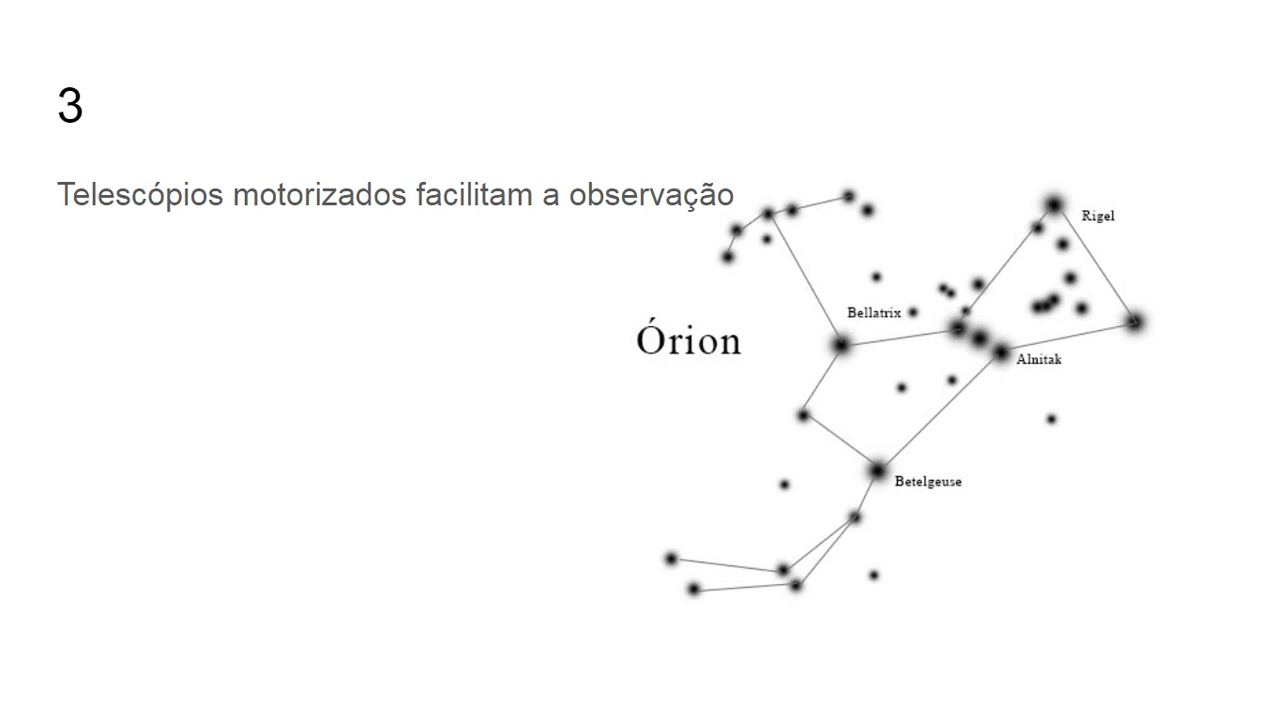 3
Telescópios motorizados facilitam a observação
Rigel
Bellatrix
Órion
Alnitak
Betelgeuse